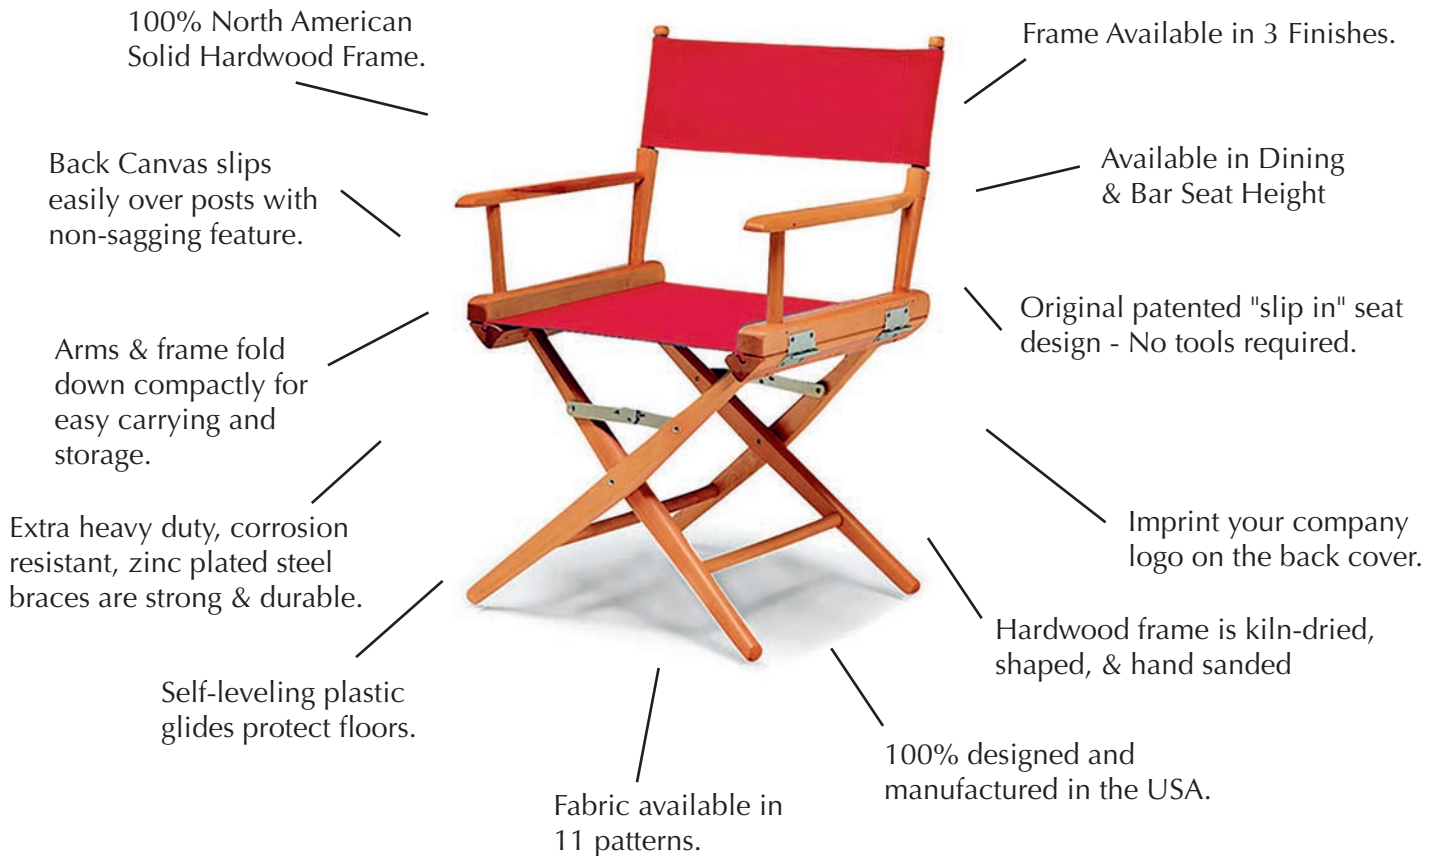 100% North American
Solid Hardwood Frame.
Frame Available in 3 Finishes.
Back Canvas slips
easily over posts with
non-sagging feature.
Available in Dining
& Bar Seat Height
Arms & frame fold
down compactly for
easy carrying and
storage.
Original patented "slip in" seat
design - No tools required.
Extra heavy duty, corrosion
resistant, zinc plated steel
braces are strong & durable.
Imprint your company
logo on the back cover.
Self-leveling plastic
glides protect floors.
Hardwood frame is kiln-dried,
shaped, & hand sanded
Fabric available in
11 patterns.
100% designed and
manufactured in the USA.